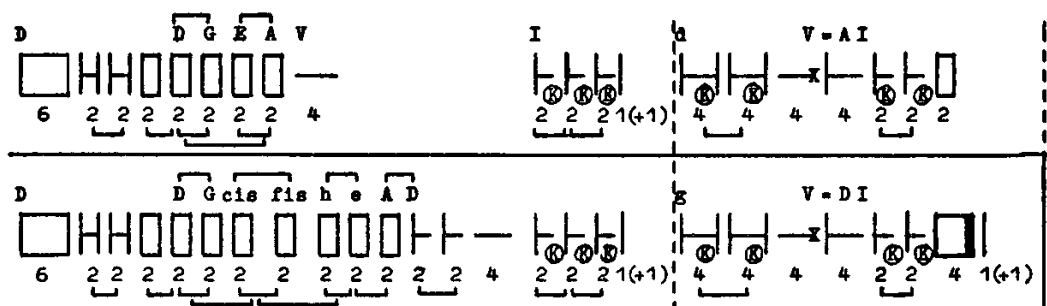 D D G E A V I d V = A I
K K K K K X K K
6 2 2 2 2 2 2 2 4 2 2 2 1(+1) 4 4 4 4 2 2 2
D D G cis fis h e A D g V = D I
K K K K K X K K
6 2 2 2 2 2 2 2 2 2 2 2 2 4 2 2 2 1(+1) 4 4 4 4 2 2 4 1(+1)